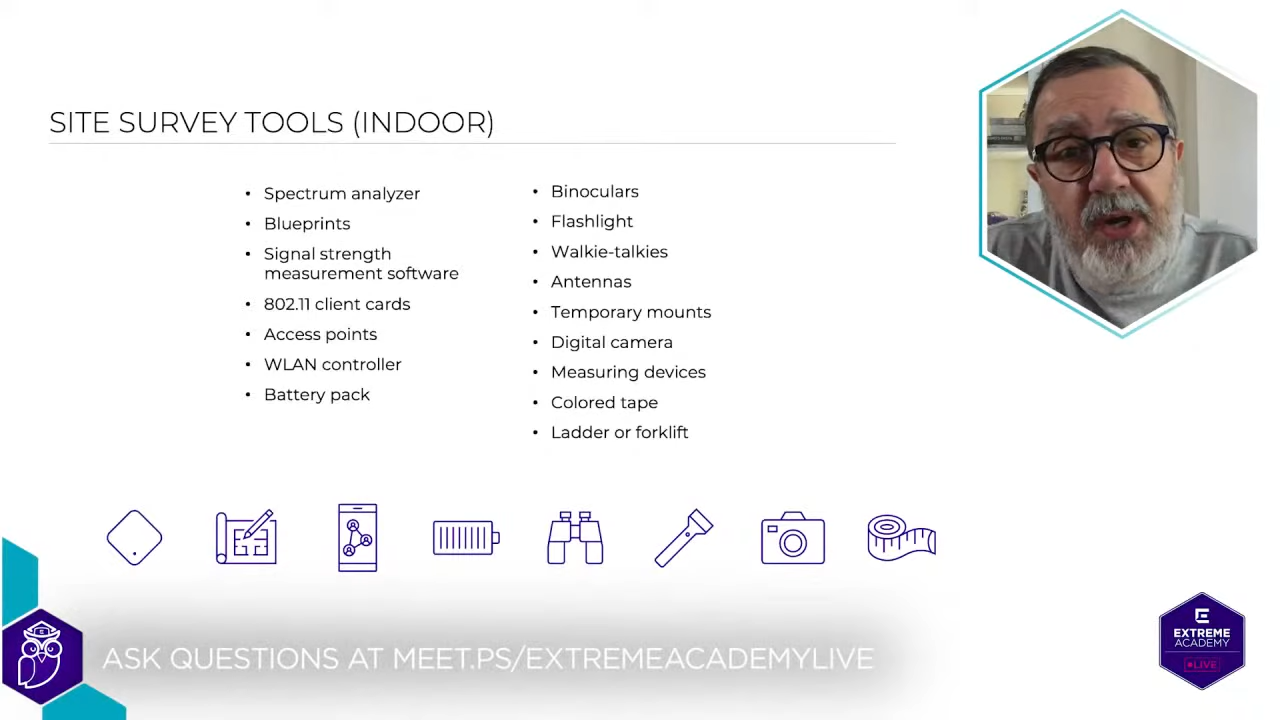 SITE SURVEY TOOLS (INDOOR)
• Spectrum analyzer
• Blueprints
• Signal strength
measurement software
• 802.11 client cards
• Access points
• WLAN controller
• Battery pack
• Binoculars
• Flashlight
• Walkie-talkies
• Antennas
• Temporary mounts
• Digital camera
• Measuring devices
• Colored tape
• Ladder or forklift
ASK QUESTIONS AT MEET.PS/EXTREMEACADEMYLIVE
E
EXTREME
ACADEMY
LIVE